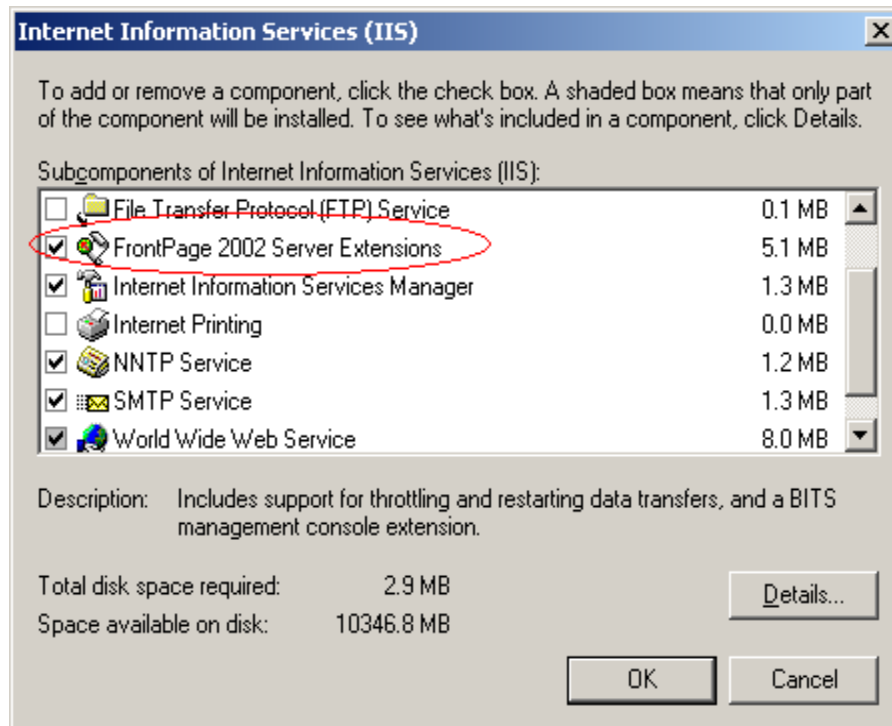 Internet Information Services (IIS)
To add or remove a component, click the check box. A shaded box means that only part
of the component will be installed. To see what's included in a component, click Details.
Subcomponents of Internet Information Services (IIS):
File Transfer Protocol (FTP) Service 0.1 MB
FrontPage 2002 Server Extensions 5.1 MB
Internet Information Services Manager 1.3 MB
Internet Printing 0.0 MB
NNTP Service 1.2 MB
SMTP Service 1.3 MB
World Wide Web Service 8.0 MB
Description: Includes support for throttling and restarting data transfers, and a BITS
management console extension.
Total disk space required: 2.9 MB
Details...
Space available on disk: 10346.8 MB
OK Cancel